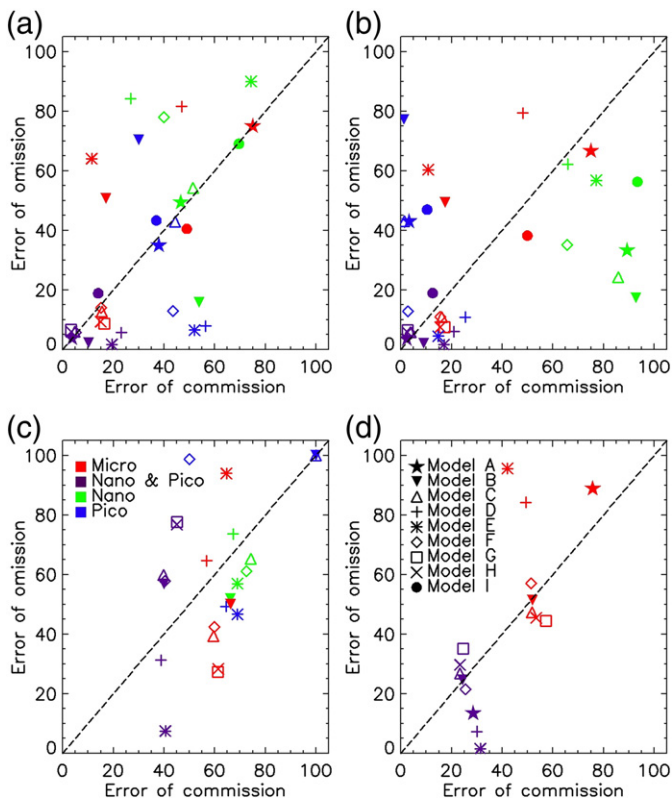 (a)
100
80
60
40
20
0
Error of omission
0 20 40 60 80 100
Error of commission
(b)
100
80
60
40
20
0
Error of omission
0 20 40 60 80 100
Error of commission
(c)
100
80
60
40
20
0
Error of omission
Micro
Nano & Pico
Nano
Pico
0 20 40 60 80 100
Error of commission
(d)
100
80
60
40
20
0
Error of omission
Model A
Model B
Model C
Model D
Model E
Model F
Model G
Model H
Model I
0 20 40 60 80 100
Error of commission